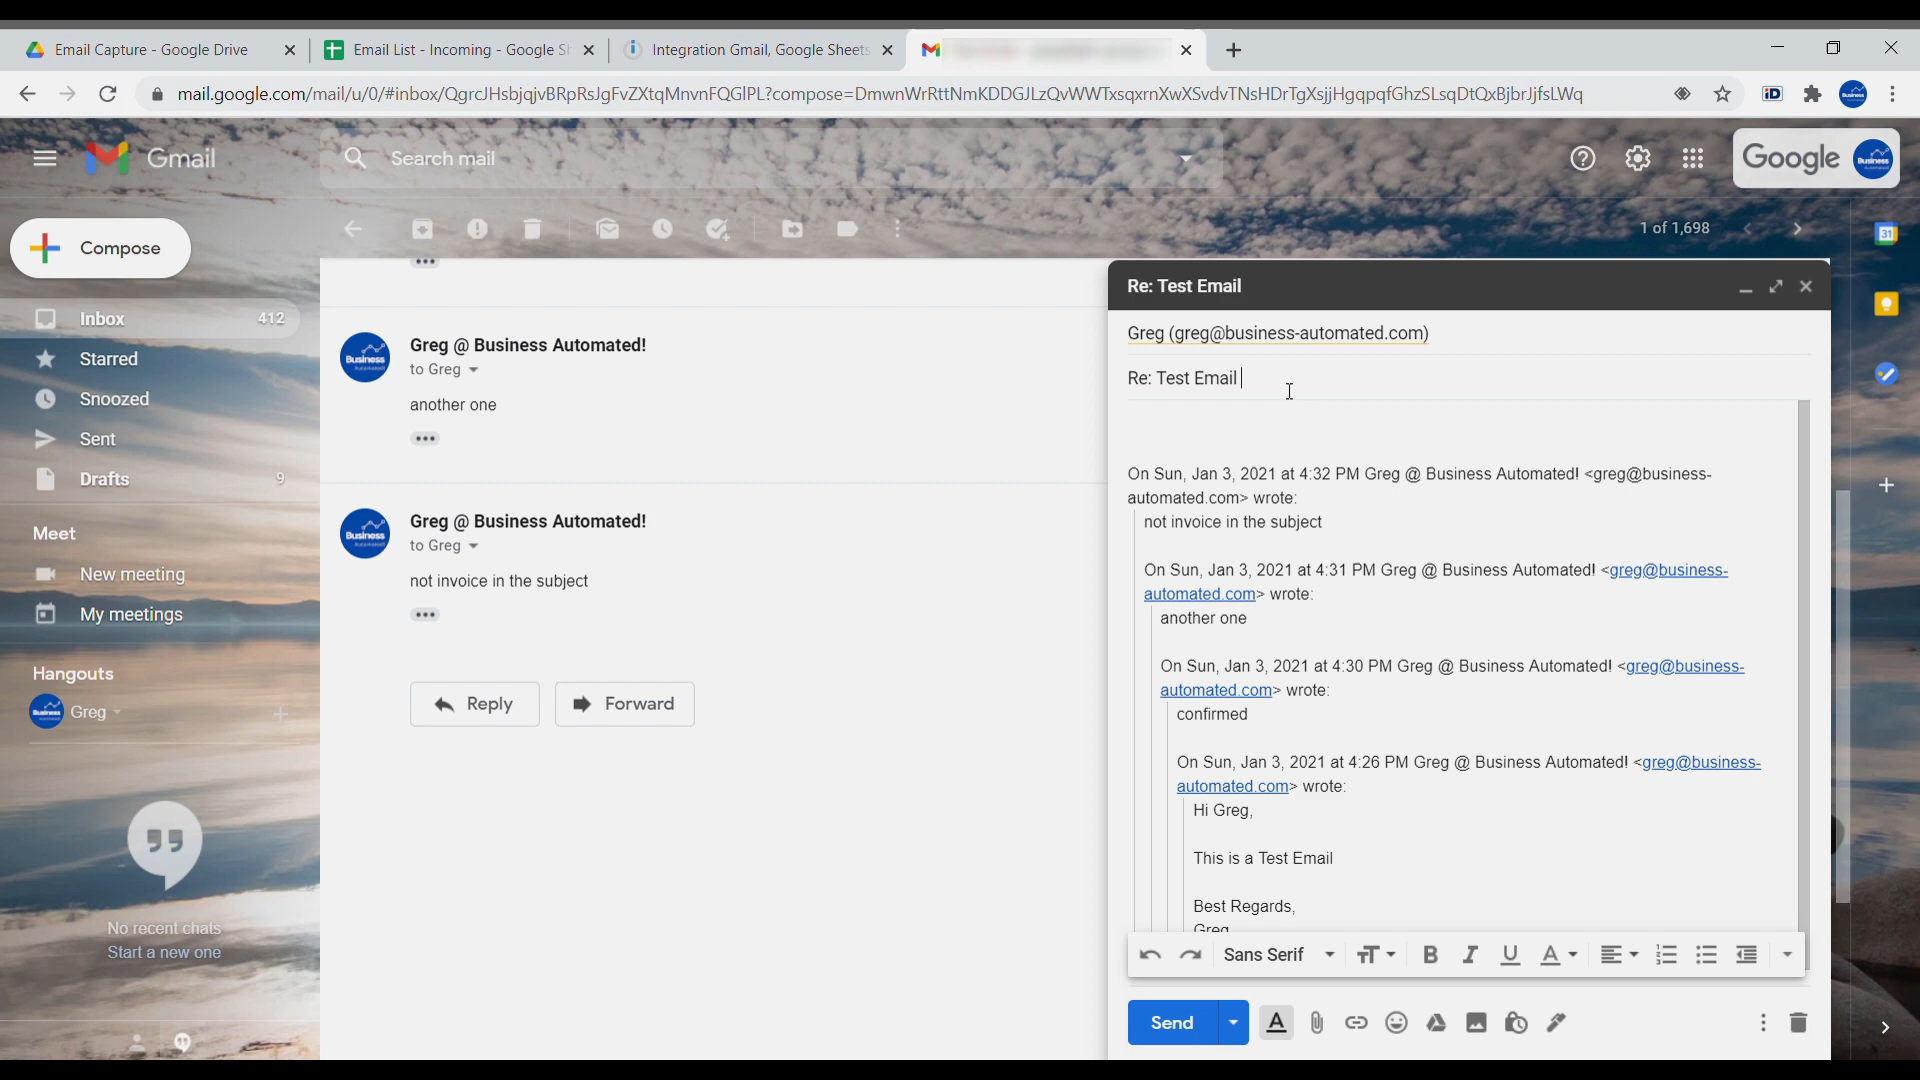 Email Capture - Google Drive
Email List - Incoming - Google Sh
Integration Gmail, Google Sheets
mail.google.com/mail/u/0/#inbox/QgrcJHsbjqjvBRpRsJgFvZXtqMnvnFQGlPL?compose=DmwnWrRttNmKDDGJLzQvWWTxsqxrnXwXSvdvTNsHDrTgXsjjHgqpqfGhzSLsqDtQxBjbrJjfsLWq
iD
Gmail
Search mail
Google
Business
Compose
1 of 1,698
31
Inbox 412
Starred
Snoozed
Sent
Drafts 9
Meet
New meeting
My meetings
Hangouts
Greg
No recent chats
Start a new one
Business
Greg @ Business Automated!
to Greg
another one
Business
Greg @ Business Automated!
to Greg
not invoice in the subject
Reply
Forward
Re: Test Email
Greg (greg@business-automated.com)
Re: Test Email
On Sun, Jan 3, 2021 at 4:32 PM Greg @ Business Automated! <greg@business-
automated.com> wrote:
not invoice in the subject
On Sun, Jan 3, 2021 at 4:31 PM Greg @ Business Automated! <greg@business-
automated.com> wrote:
another one
On Sun, Jan 3, 2021 at 4:30 PM Greg @ Business Automated! <greg@business-
automated.com> wrote:
confirmed
On Sun, Jan 3, 2021 at 4:26 PM Greg @ Business Automated! <greg@business-
automated.com> wrote:
Hi Greg,
This is a Test Email
Best Regards,
Greg
Sans Serif
Send